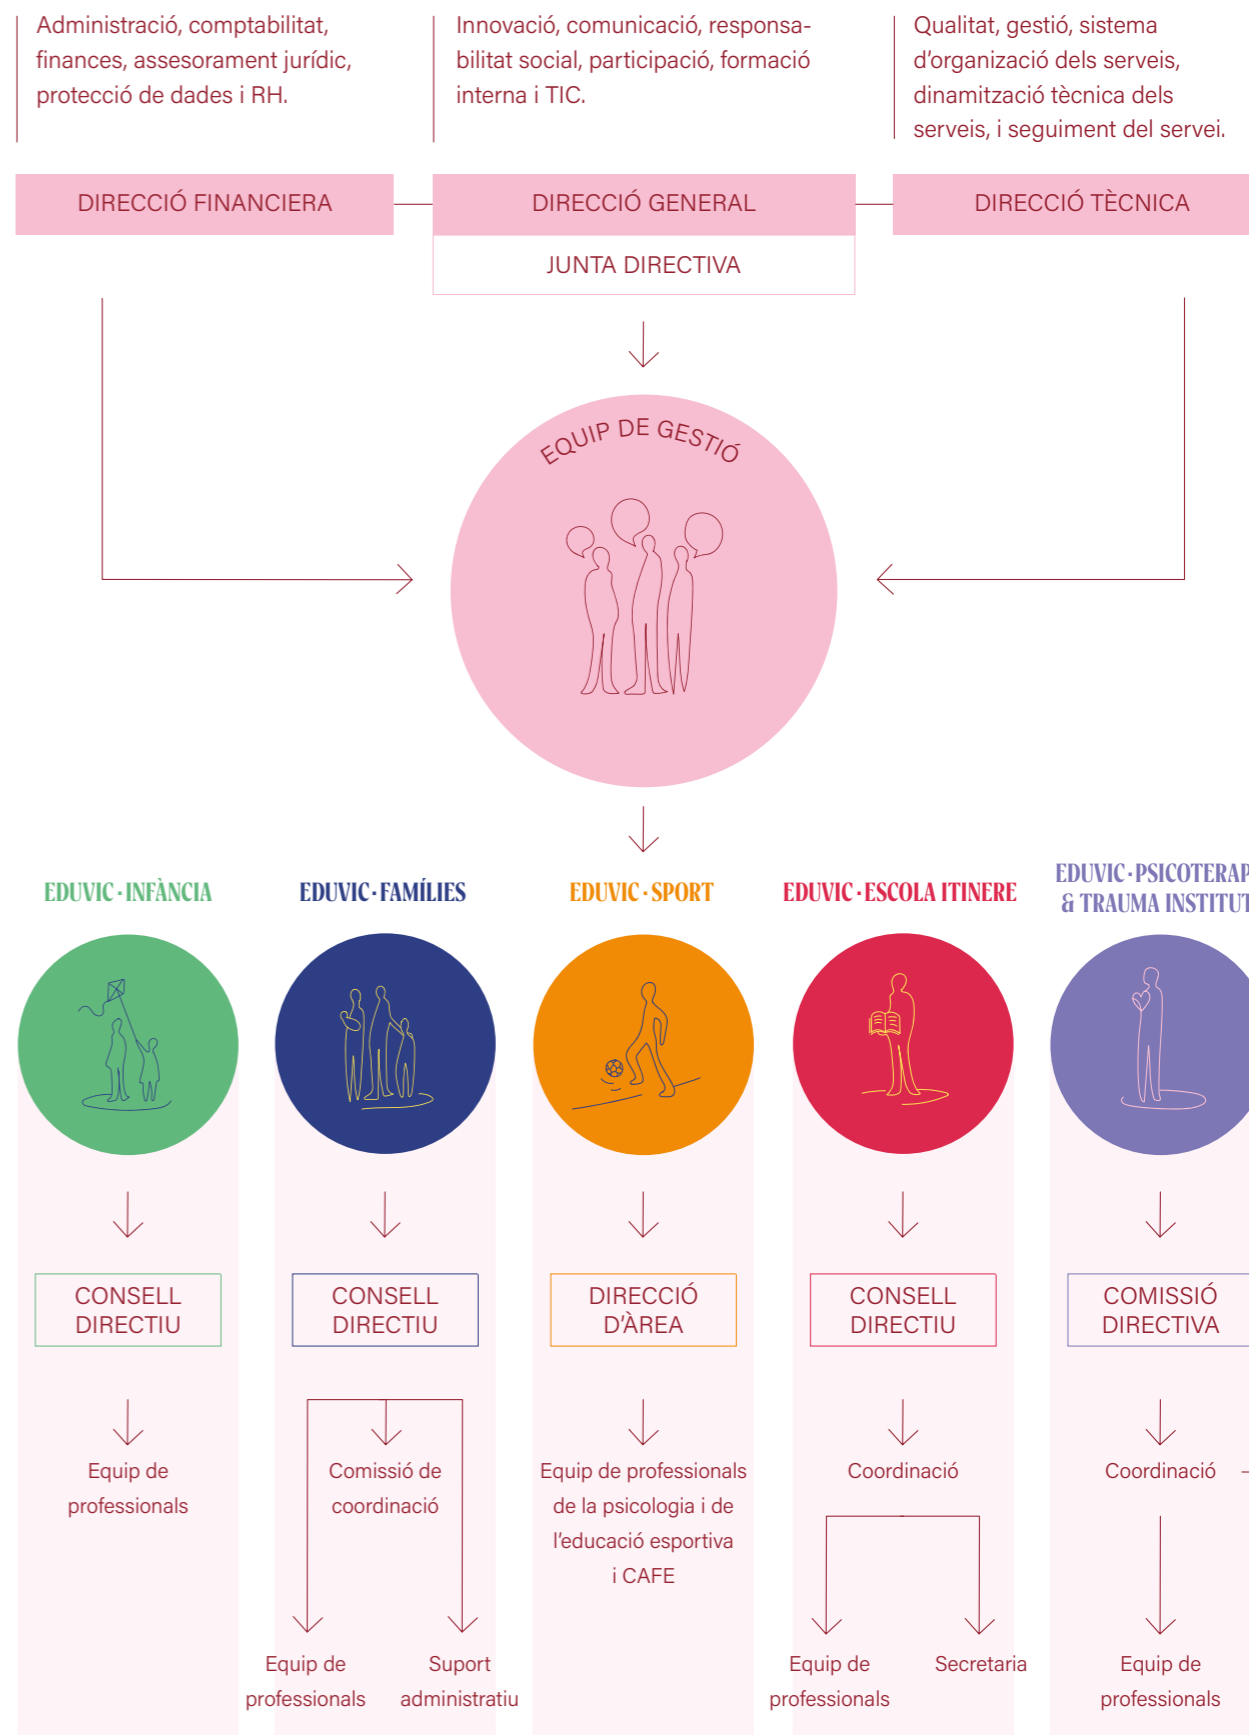 Administració, comptabilitat,
finances, assesorament jurídic,
protecció de dades i RH.
Innovació, comunicació, responsa-
bilitat social, participació, formació
interna i TIC.
Qualitat, gestió, sistema
d'organització dels serveis,
dinamització tècnica dels
serveis, i seguiment del servei.
DIRECCIÓ FINANCIERA
DIRECCIÓ GENERAL
DIRECCIÓ TÈCNICA
JUNTA DIRECTIVA
EQUIP DE GESTIÓ
EDUVIC · INFÀNCIA
EDUVIC · FAMÍLIES
EDUVIC · SPORT
EDUVIC · ESCOLA ITINERE
EDUVIC · PSICOTERAP
& TRAUMA INSTITUT
CONSELL
DIRECTIU
CONSELL
DIRECTIU
DIRECCIÓ
D'ÀREA
CONSELL
DIRECTIU
COMISSIÓ
DIRECTIVA
Equip de
professionals
Comissió de
coordinació
Equip de professionals
de la psicologia i de
l'educació esportiva
i CAFE
Coordinació
Coordinació
Equip de
professionals
Suport
administratiu
Equip de
professionals
Secretaria
Equip de
professionals